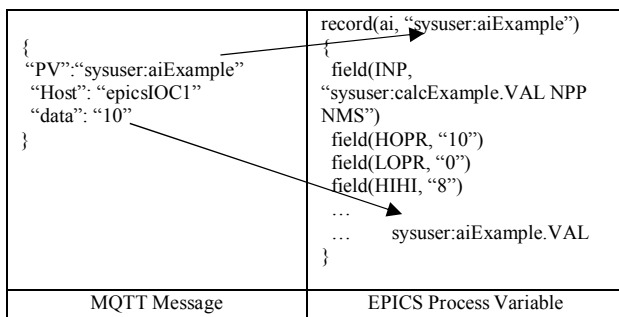 {
“PV”:“sysuser:aiExample”
“Host”: “epicsIOC1”
“data”: “10”
}
record(ai, “sysuser:aiExample”)
{
field(INP,
“sysuser:calcExample.VAL NPP
NMS”)
field(HOPR, “10”)
field(LOPR, “0”)
field(HIHI, “8”)
…
… sysuser:aiExample.VAL
}
MQTT Message
EPICS Process Variable